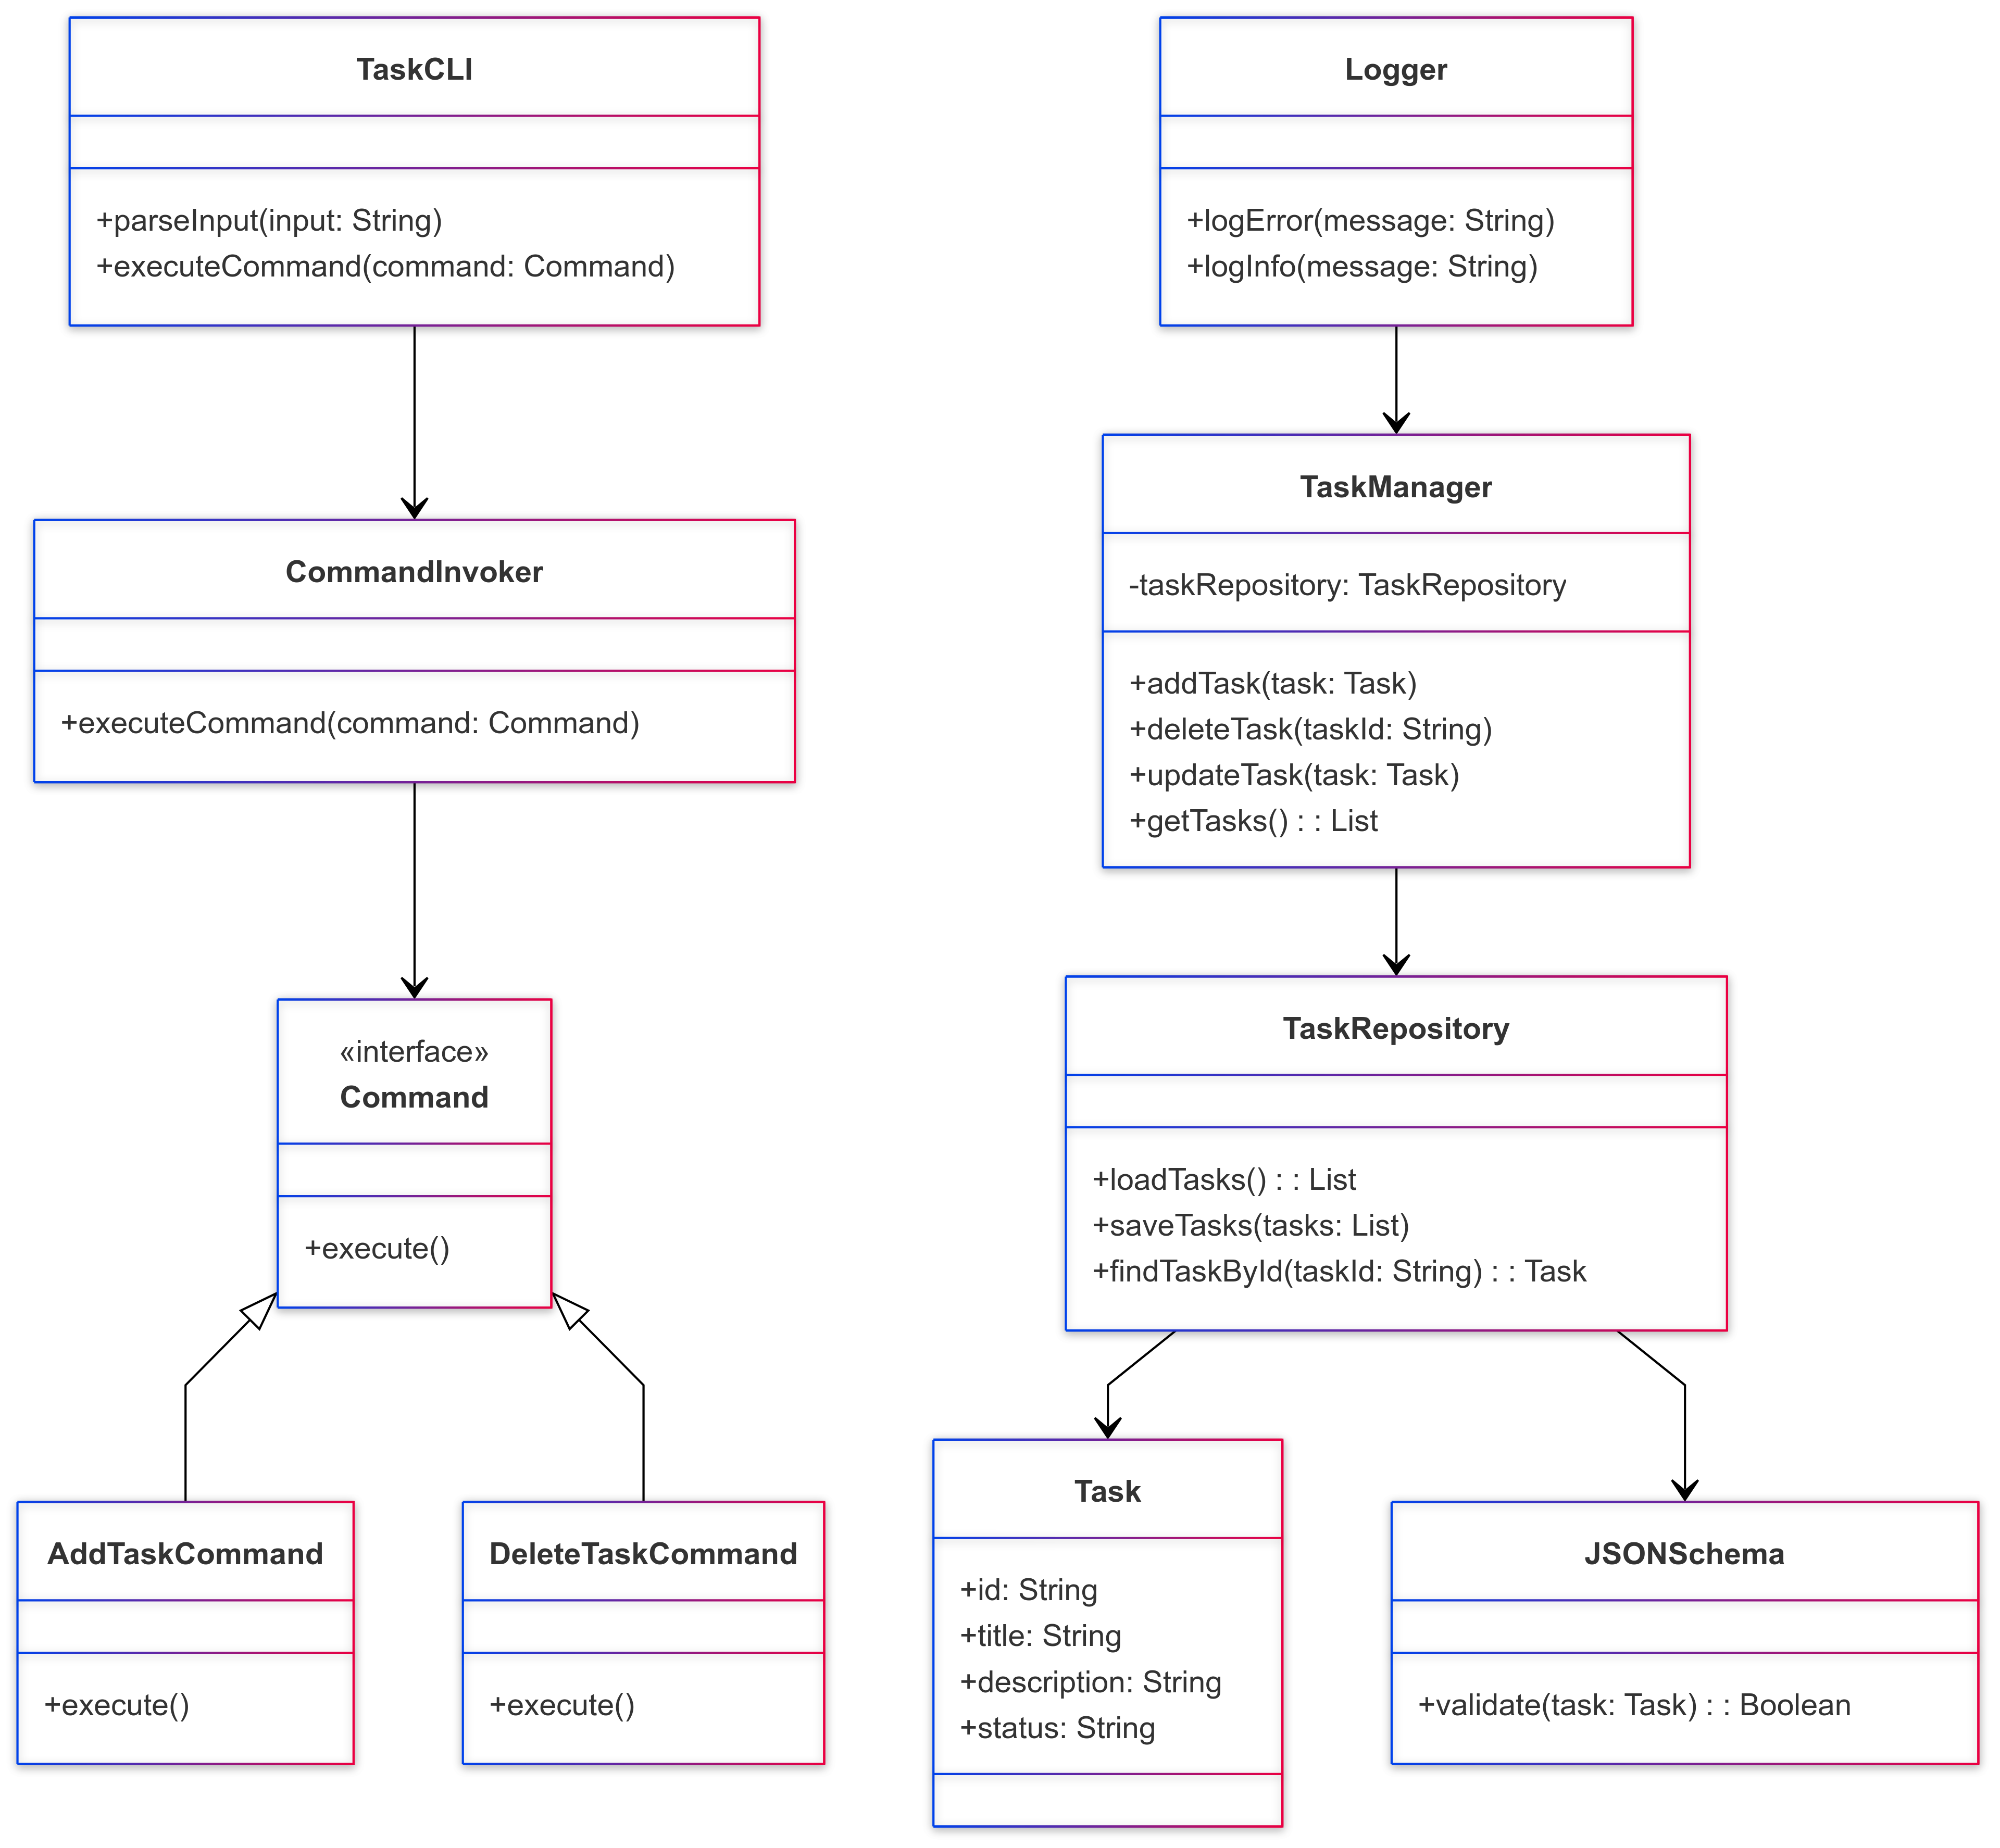 TaskCLI
+parseInput(input: String)
+executeCommand(command: Command)
Logger
+logError(message: String)
+logInfo(message: String)
CommandInvoker
+executeCommand(command: Command)
TaskManager
-taskRepository: TaskRepository
+addTask(task: Task)
+deleteTask(taskId: String)
+updateTask(task: Task)
+getTasks() : : List
«interface»
Command
+execute()
TaskRepository
+loadTasks() : : List
+saveTasks(tasks: List)
+findTaskById(taskId: String) : : Task
AddTaskCommand
+execute()
DeleteTaskCommand
+execute()
Task
+id: String
+title: String
+description: String
+status: String
JSONSchema
+validate(task: Task) : : Boolean